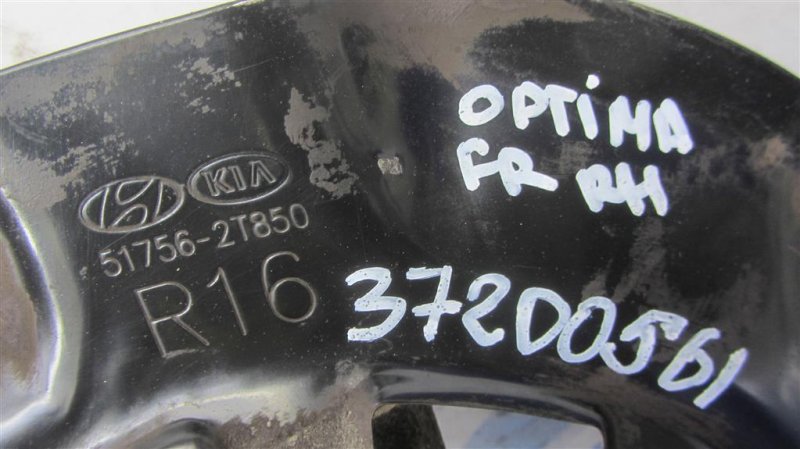 OPTIMA
FR RH
KIA
51756-2T850
R16
37200561